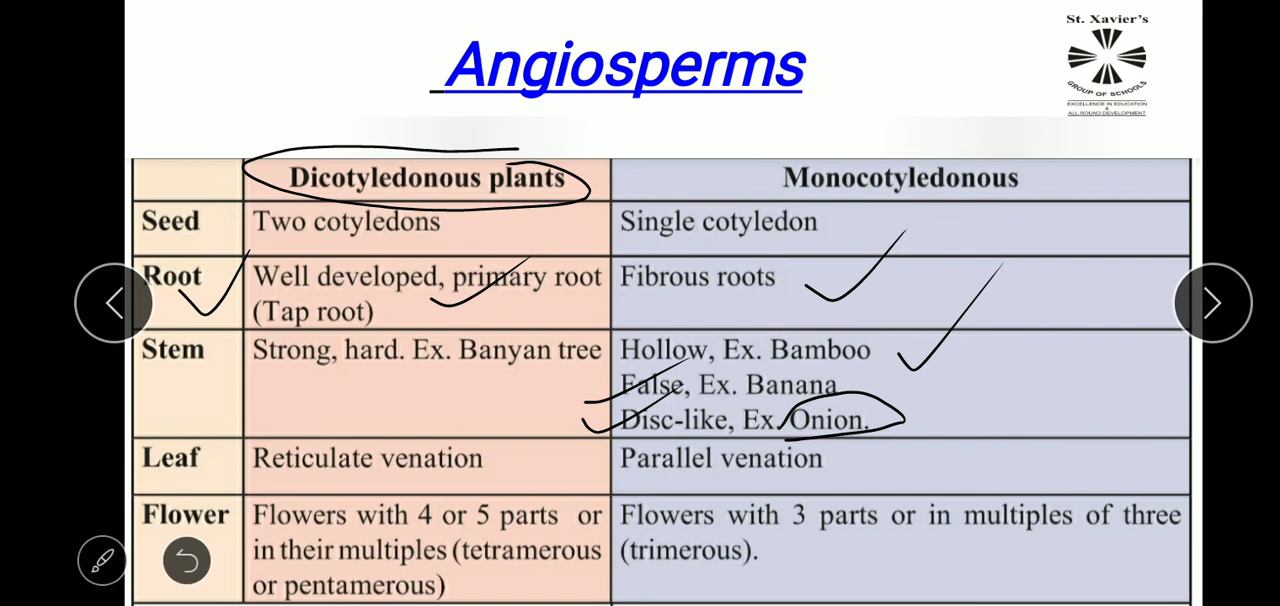 St. Xavier's
GROUP OF SCHOOLS
EXCELLENCE IN EDUCATION
&
ALL ROUND DEVELOPMENT
Angiosperms
Dicotyledonous plants Monocotyledonous
Seed Two cotyledons Single cotyledon
Root Well developed, primary root Fibrous roots
(Tap root)
Stem Strong, hard. Ex. Banyan tree Hollow, Ex. Bamboo
False, Ex. Banana
Disc-like, Ex. Onion.
Leaf Reticulate venation Parallel venation
Flower Flowers with 4 or 5 parts or Flowers with 3 parts or in multiples of three
in their multiples (tetramerous (trimerous).
or pentamerous)